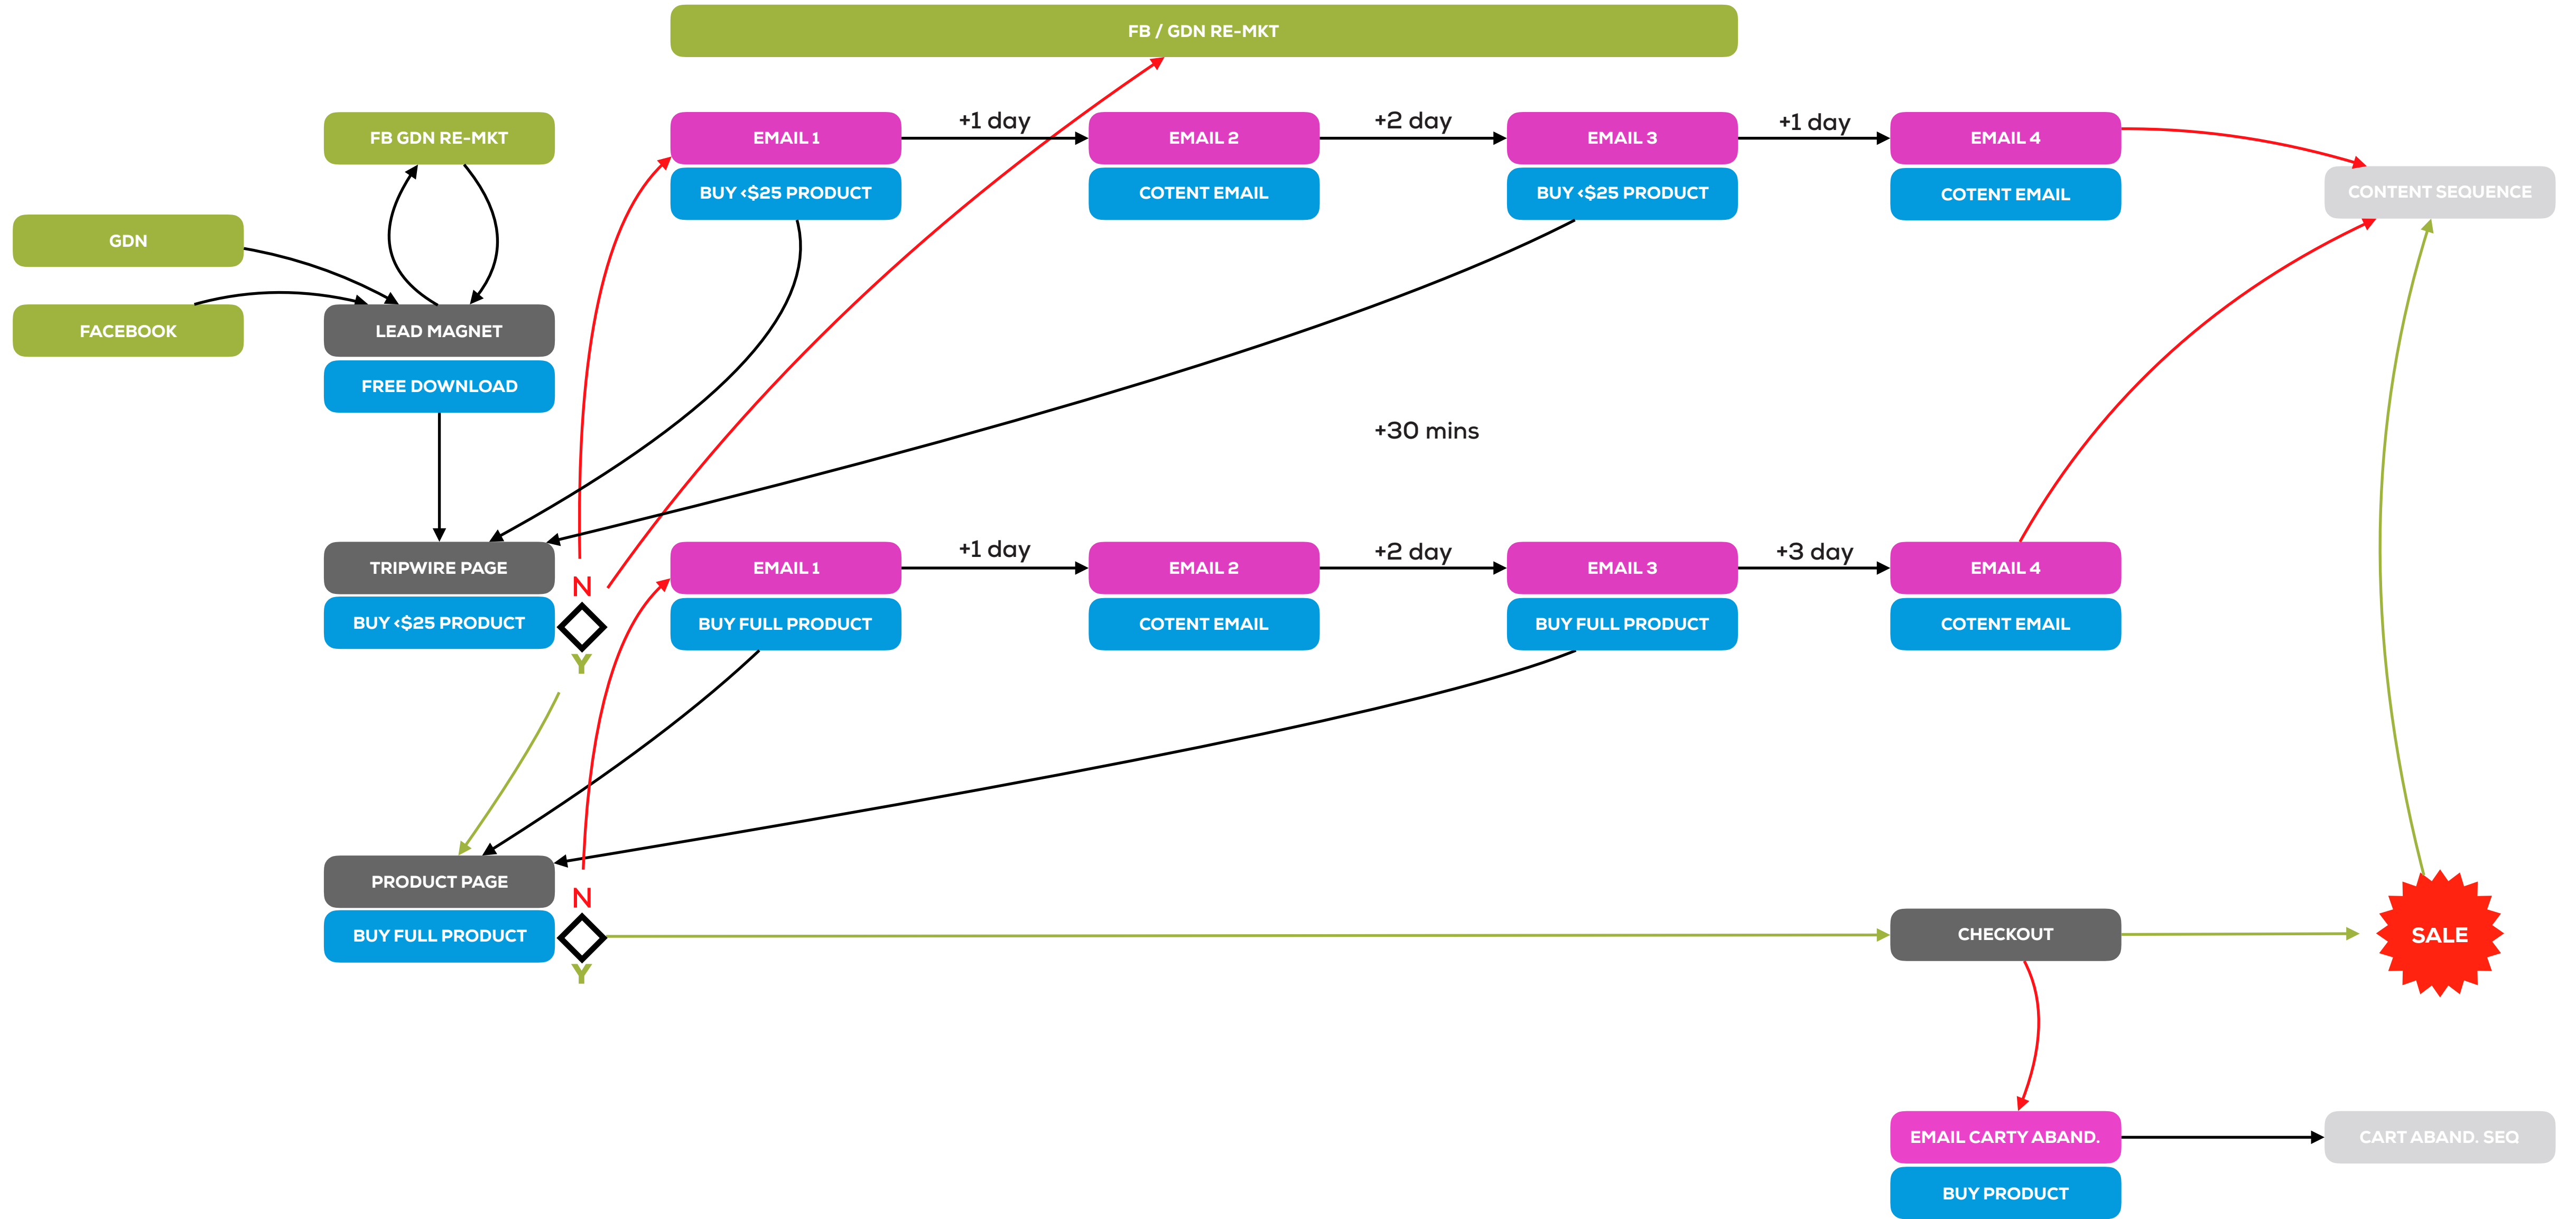 FB / GDN RE-MKT
FB GDN RE-MKT
EMAIL 1
+1 day
EMAIL 2
+2 day
EMAIL 3
+1 day
EMAIL 4
BUY <$25 PRODUCT
COTENT EMAIL
BUY <$25 PRODUCT
COTENT EMAIL
CONTENT SEQUENCE
GDN
FACEBOOK
LEAD MAGNET
FREE DOWNLOAD
+30 mins
TRIPWIRE PAGE
N
EMAIL 1
+1 day
EMAIL 2
+2 day
EMAIL 3
+3 day
EMAIL 4
BUY <$25 PRODUCT
Y
BUY FULL PRODUCT
COTENT EMAIL
BUY FULL PRODUCT
COTENT EMAIL
PRODUCT PAGE
N
BUY FULL PRODUCT
Y
CHECKOUT
SALE
EMAIL CARTY ABAND.
CART ABAND. SEQ
BUY PRODUCT